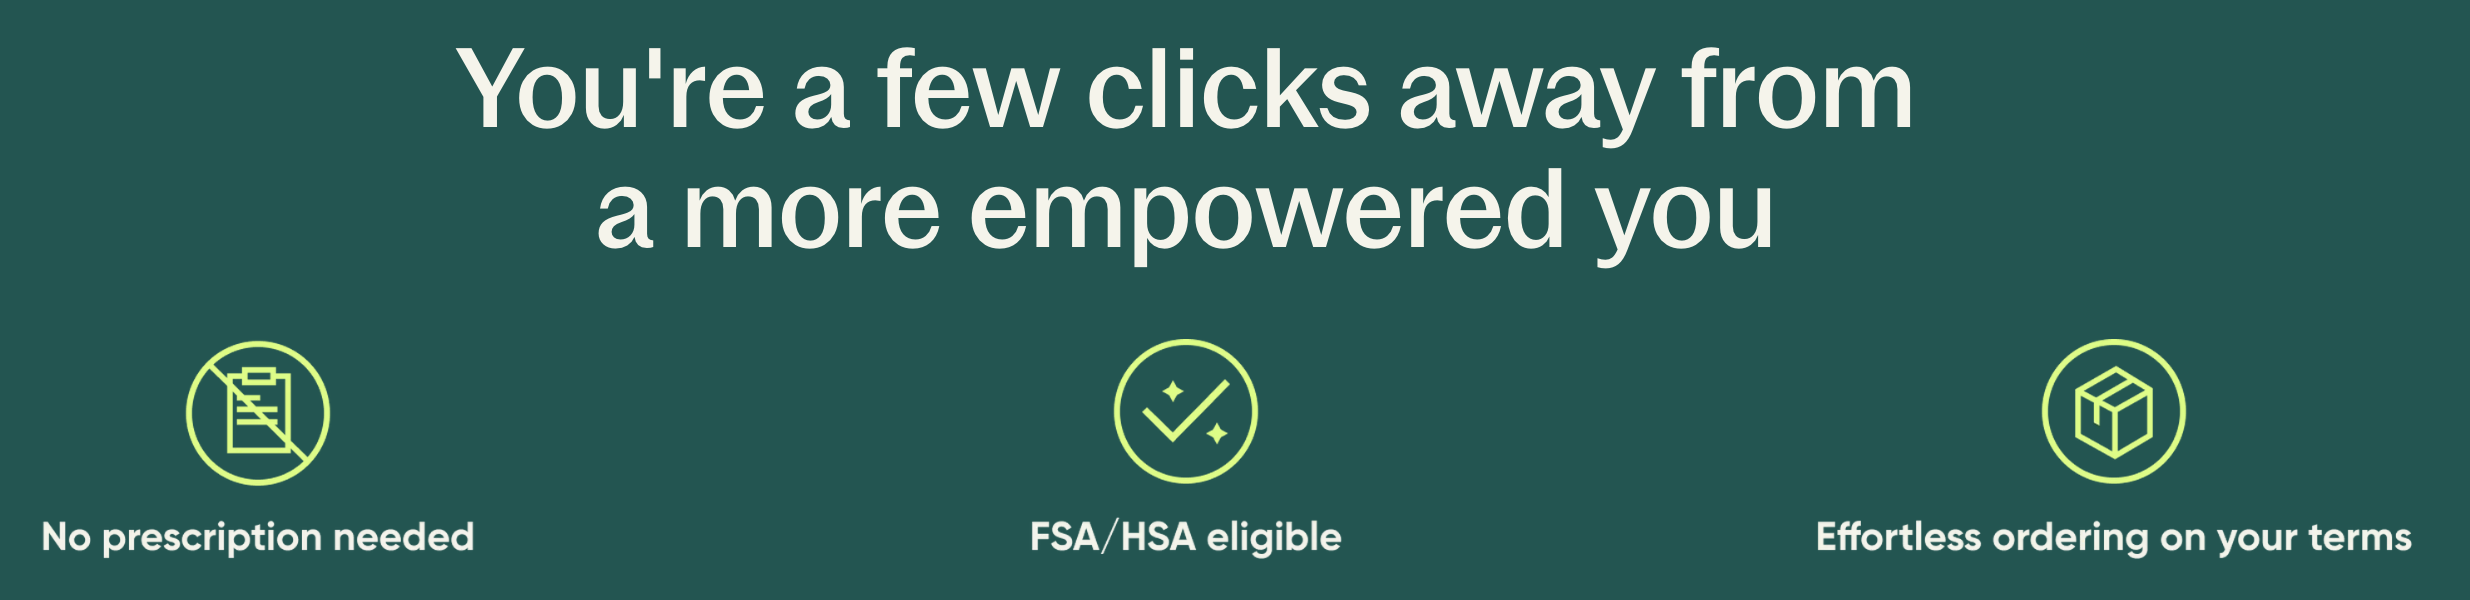 You're a few clicks away from
a more empowered you
No prescription needed
FSA/HSA eligible
Effortless ordering on your terms